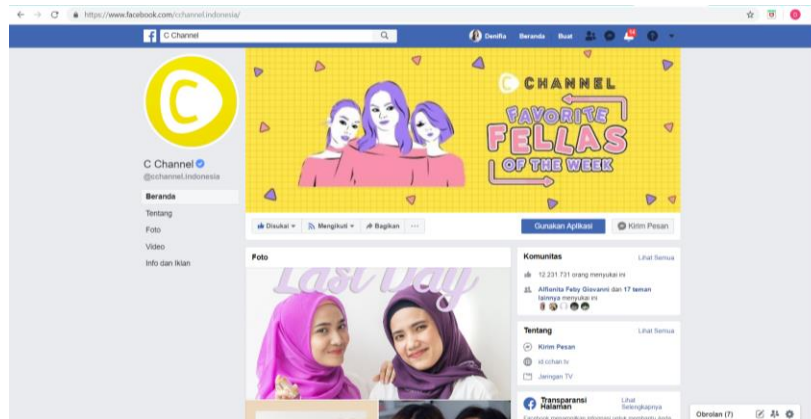 https://www.facebook.com/cchannel.indonesia/
C Channel
Denifia Beranda Buat
C CHANNEL
FAVORITE
FELLAS
OF THE WEEK
C Channel
@cchannel.indonesia
Beranda
Tentang
Foto
Video
Info dan Iklan
Disukai Mengikuti Bagikan
Gunakan Aplikasi
Kirim Pesan
Foto
Last Day
Komunitas
Lihat Semua
12.231.731 orang menyukai ini
Alfianita Feby Giovanni dan 17 teman
lainnya menyukai ini
Tentang
Lihat Semua
Kirim Pesan
id.cchan.tv
Jaringan TV
Transparansi
Halaman
Lihat
Selengkapnya
Obrolan (7)